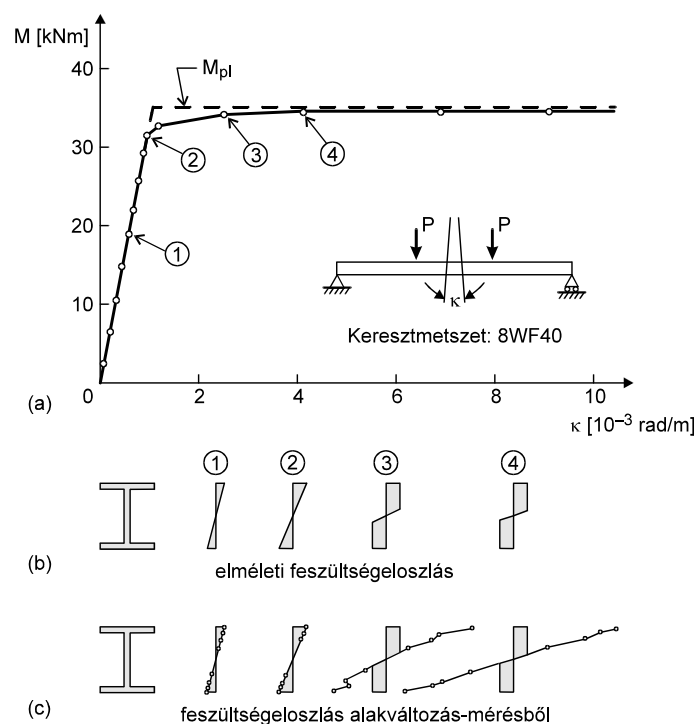 M [kNm]
40
30
20
10
0
M_pl
①
②
③
④
P
P
κ
Keresztmetszet: 8WF40
2
4
6
8
10
κ [10⁻³ rad/m]
(a)
①
②
③
④
(b)
elméleti feszültségeloszlás
(c)
feszültségeloszlás alakváltozás-mérésből